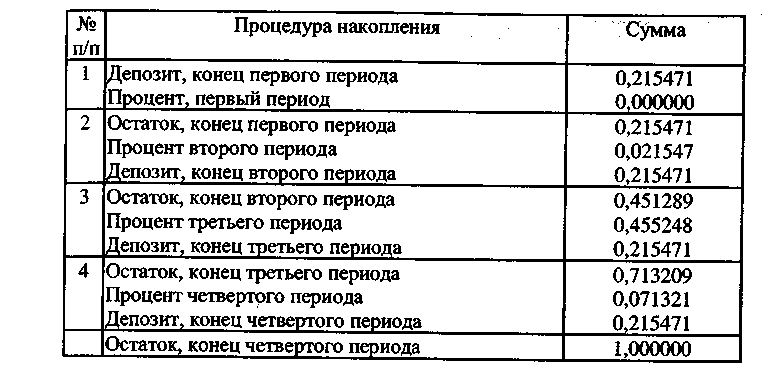 № п/п Процедура накопления Сумма
1 Депозит, конец первого периода 0,215471
Процент, первый период 0,000000
2 Остаток, конец первого периода 0,215471
Процент второго периода 0,021547
Депозит, конец второго периода 0,215471
3 Остаток, конец второго периода 0,451289
Процент третьего периода 0,455248
Депозит, конец третьего периода 0,215471
4 Остаток, конец третьего периода 0,713209
Процент четвертого периода 0,071321
Депозит, конец четвертого периода 0,215471
Остаток, конец четвертого периода 1,000000